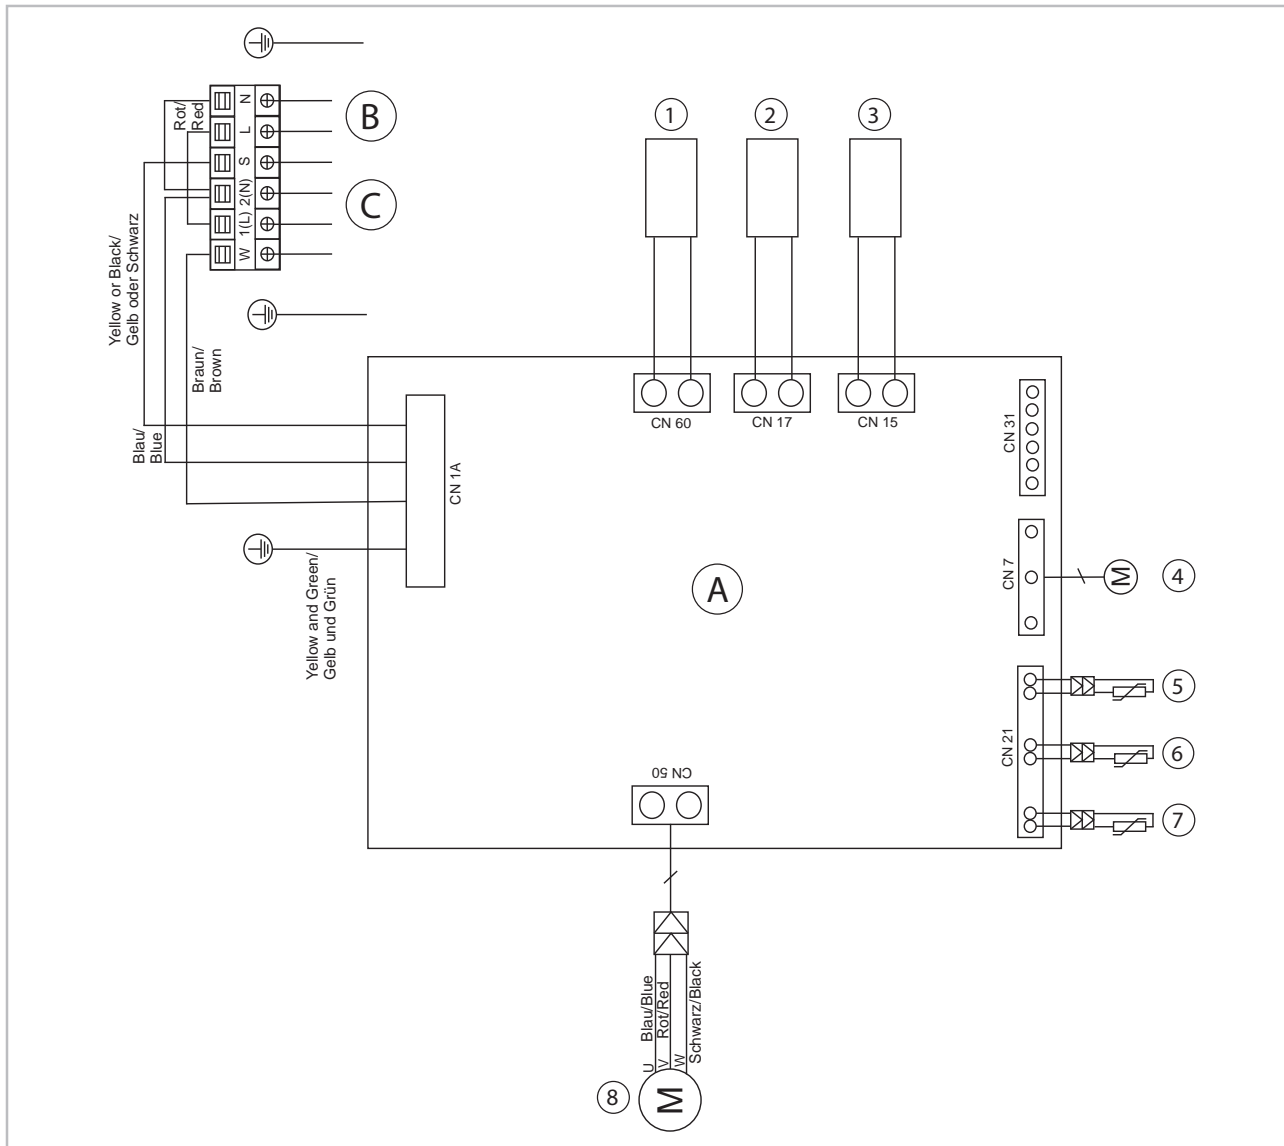 N
L
S
2(N)
1(L)
W
Rot/
Red
B
C
1
2
3
Yellow or Black/
Gelb oder Schwarz
Braun/
Brown
Blau/
Blue
CN 1A
Yellow and Green/
Gelb und Grün
CN 60
CN 17
CN 15
CN 31
CN 7
M
4
A
CN 21
5
6
7
CN 50
U
Blau/Blue
V
Rot/Red
W
Schwarz/Black
8
M